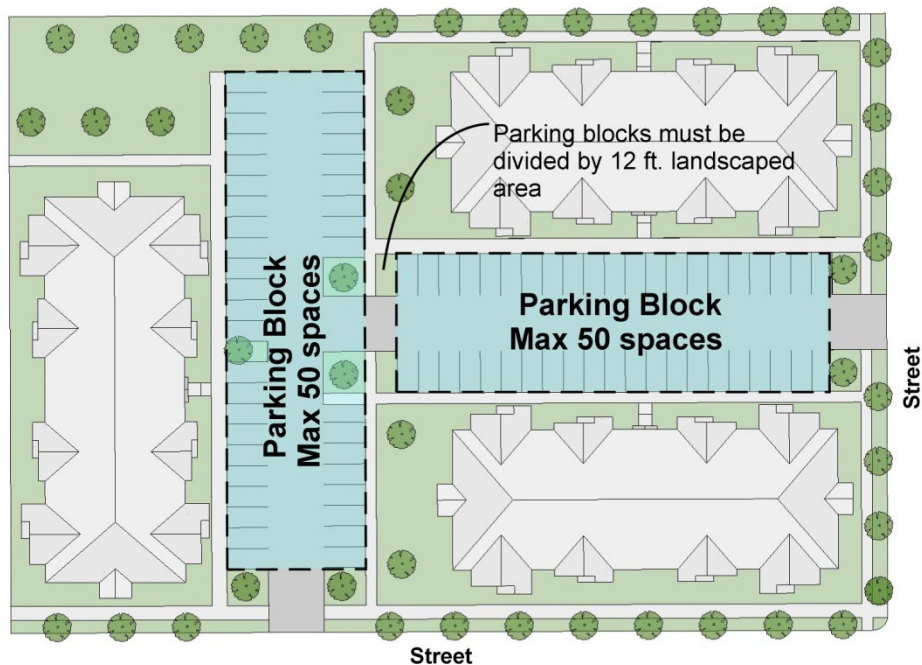 Parking blocks must be
divided by 12 ft. landscaped
area
Parking Block
Max 50 spaces
Parking Block
Max 50 spaces
Street
Street